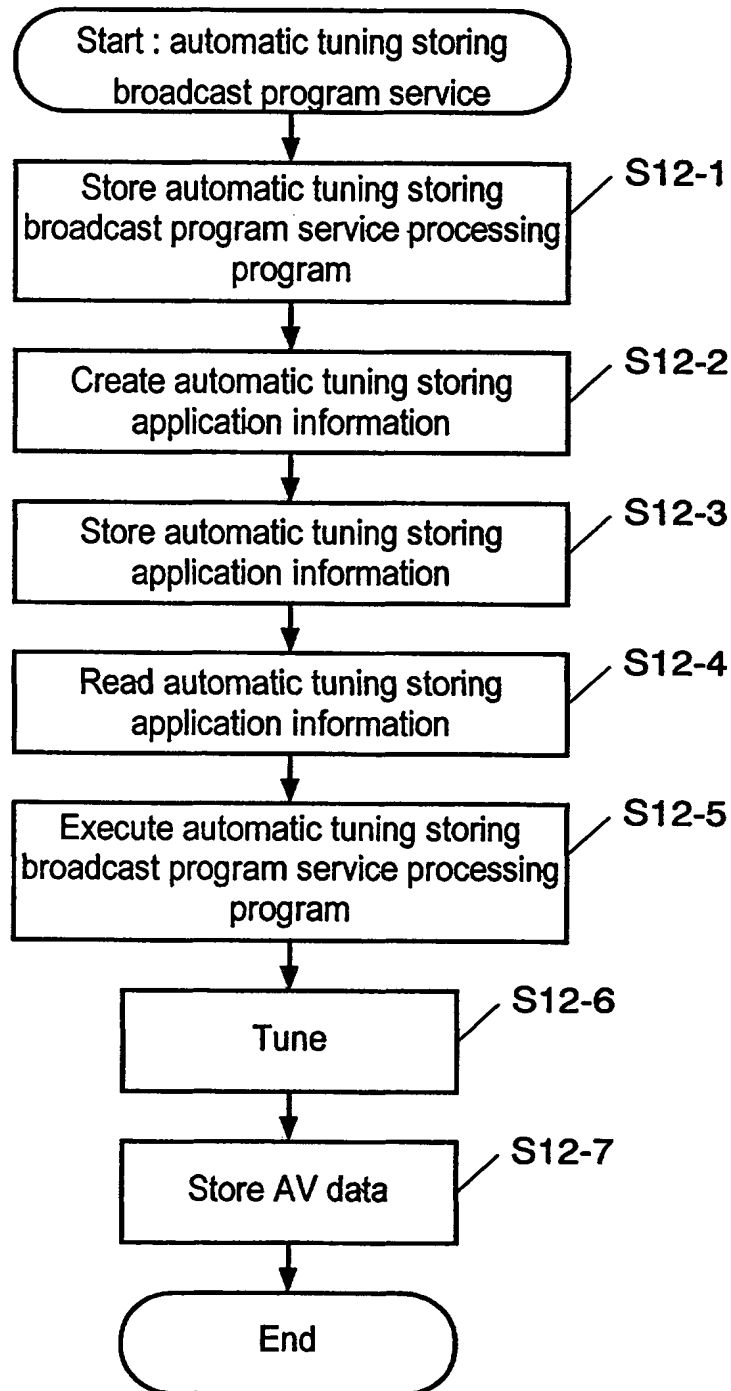 Start : automatic tuning storing
broadcast program service
S12-1
Store automatic tuning storing
broadcast program service processing
program
S12-2
Create automatic tuning storing
application information
S12-3
Store automatic tuning storing
application information
S12-4
Read automatic tuning storing
application information
S12-5
Execute automatic tuning storing
broadcast program service processing
program
S12-6
Tune
S12-7
Store AV data
End